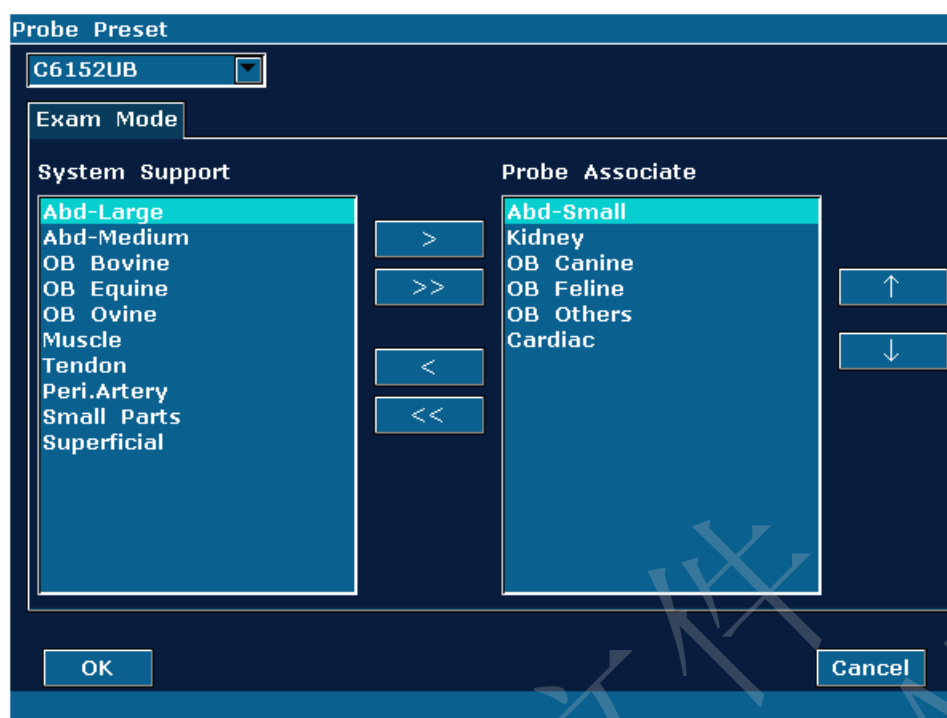 Probe Preset
C6152UB
Exam Mode
System Support
Abd-Large
Abd-Medium
OB Bovine
OB Equine
OB Ovine
Muscle
Tendon
Peri.Artery
Small Parts
Superficial
>
>>
<
<<
Probe Associate
Abd-Small
Kidney
OB Canine
OB Feline
OB Others
Cardiac
↑
↓
OK
Cancel
文件